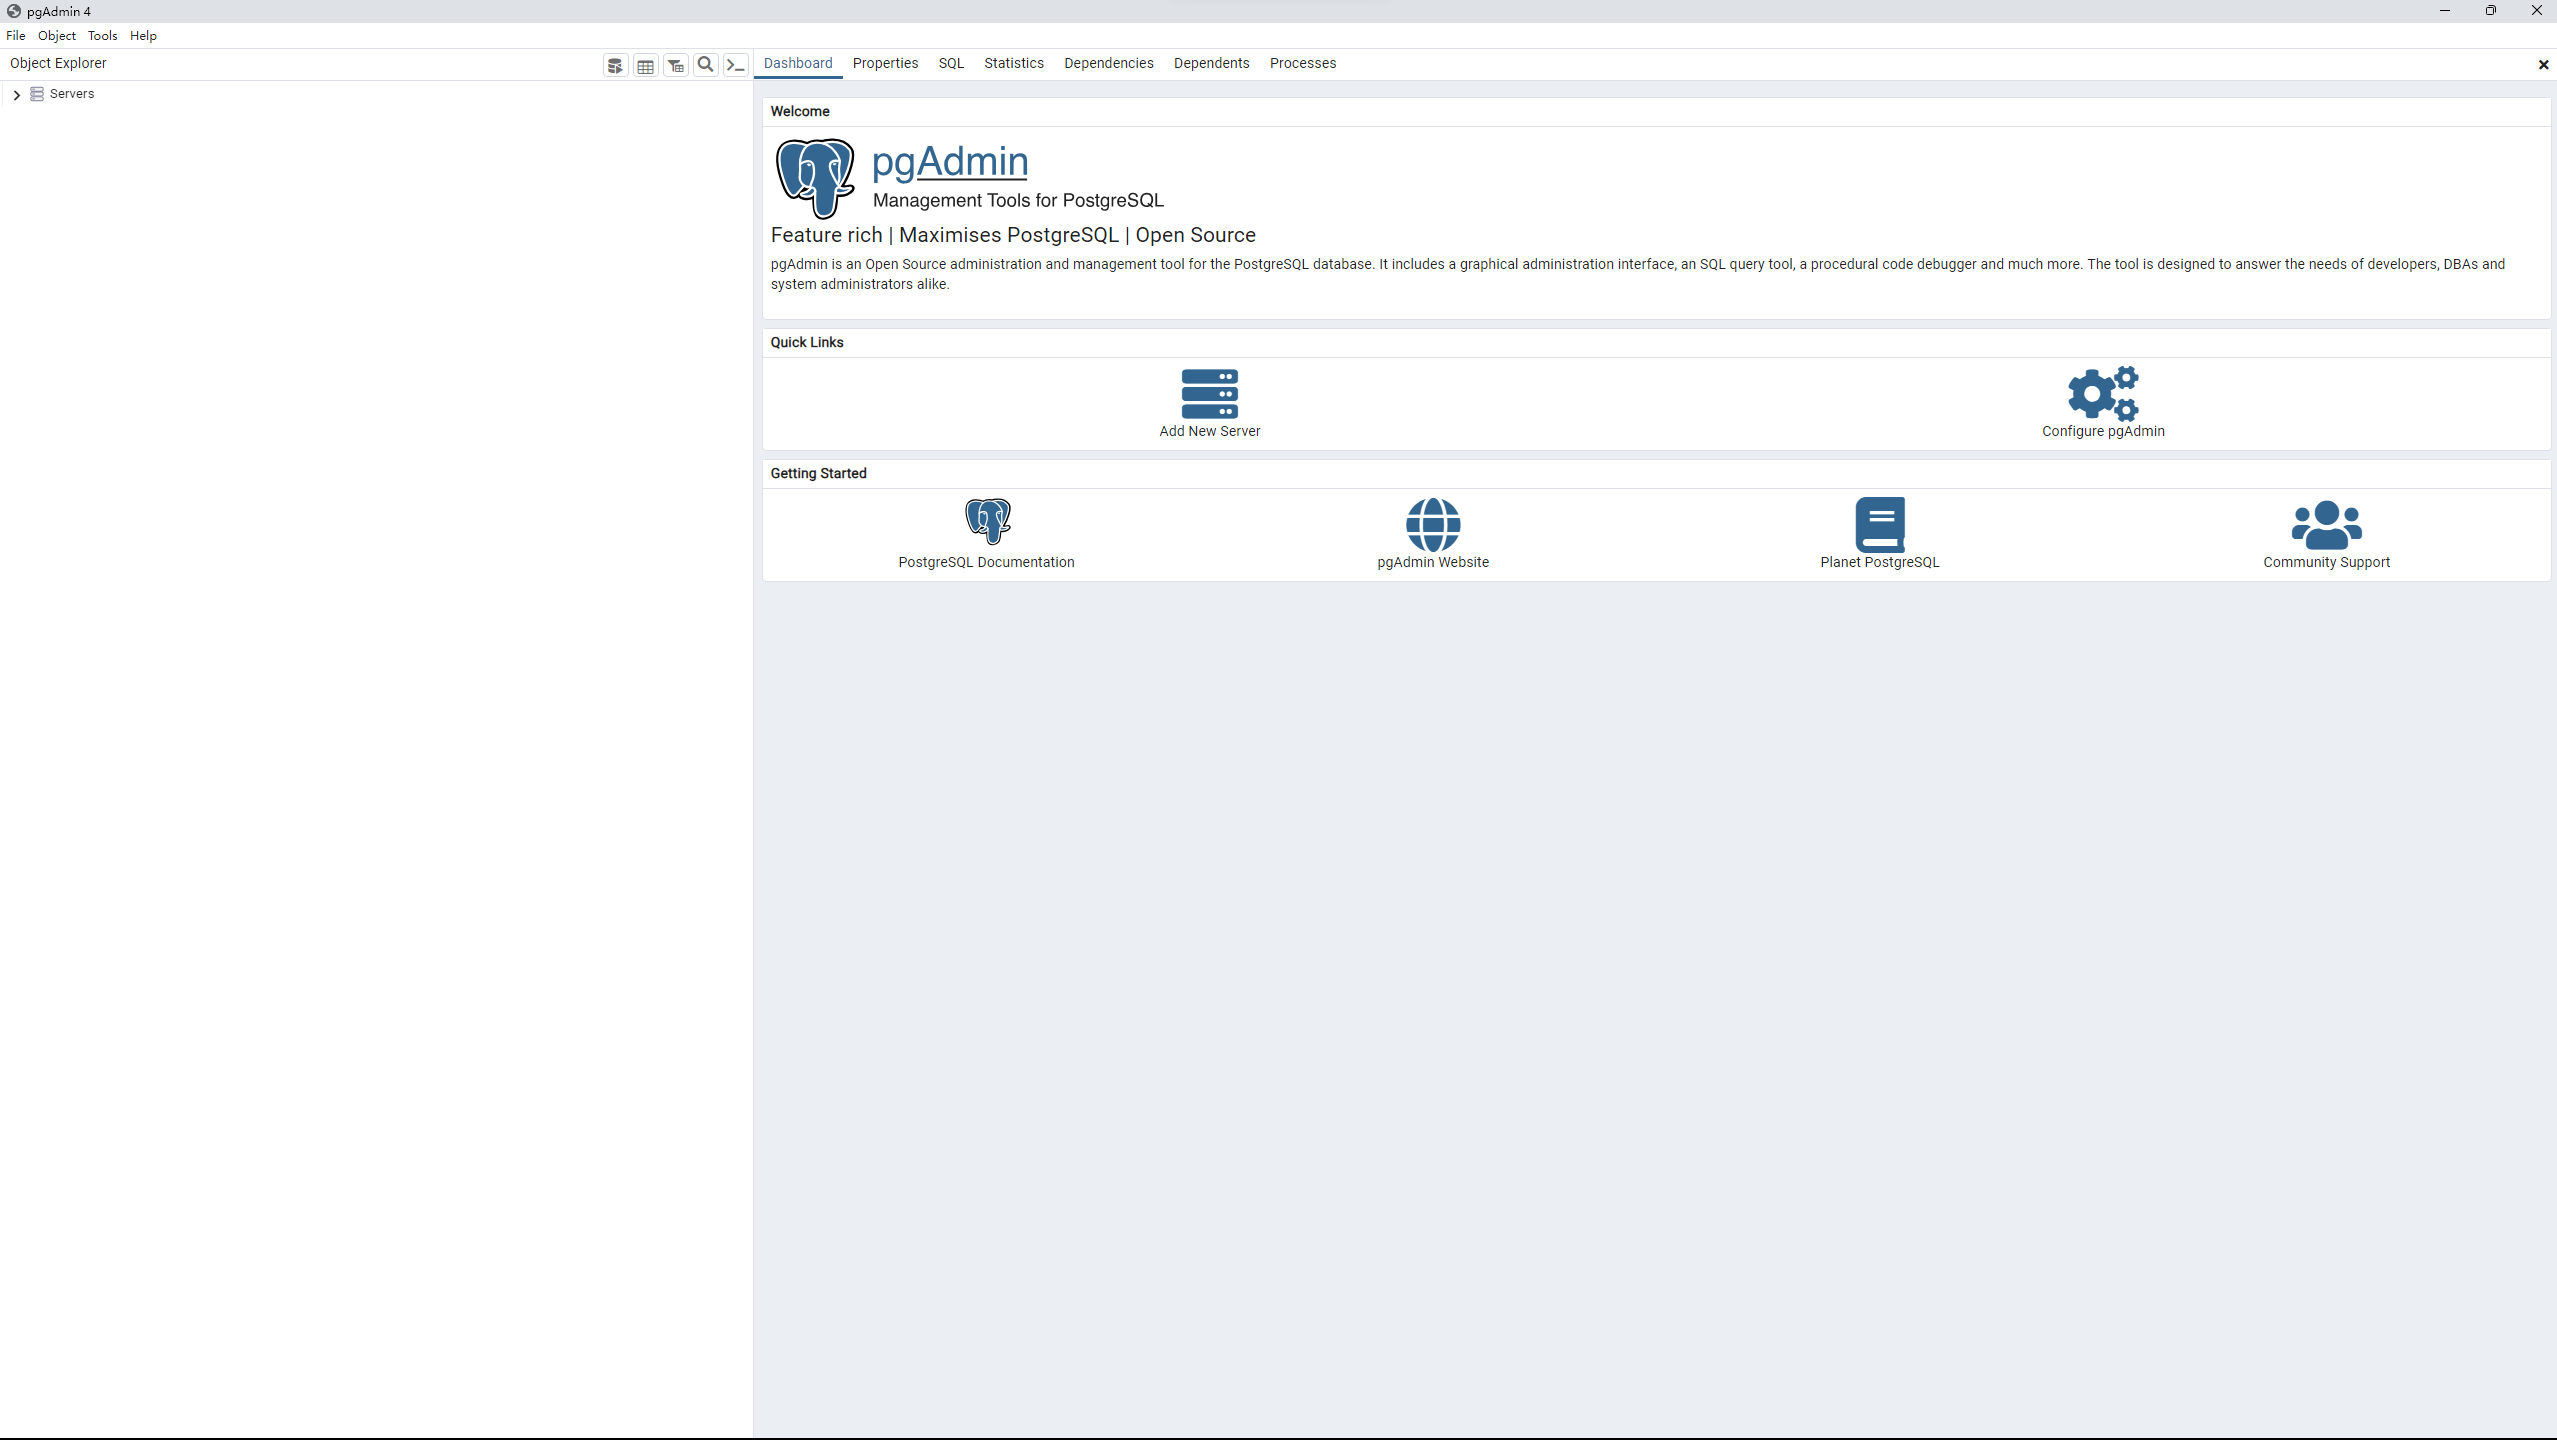 pgAdmin 4
File Object Tools Help
Object Explorer
Servers
Dashboard Properties SQL Statistics Dependencies Dependents Processes
Welcome
pgAdmin
Management Tools for PostgreSQL
Feature rich | Maximises PostgreSQL | Open Source
pgAdmin is an Open Source administration and management tool for the PostgreSQL database. It includes a graphical administration interface, an SQL query tool, a procedural code debugger and much more. The tool is designed to answer the needs of developers, DBAs and
system administrators alike.
Quick Links
Add New Server
Configure pgAdmin
Getting Started
PostgreSQL Documentation
pgAdmin Website
Planet PostgreSQL
Community Support